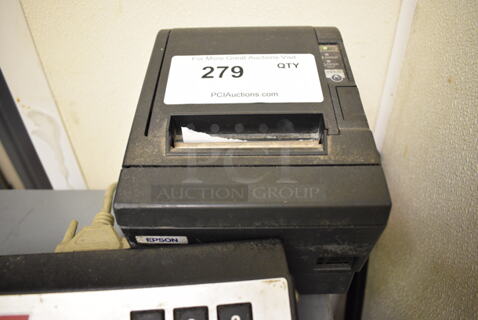 For More Great Auctions Visit
279 QTY
PCIAuctions.com
PCI
AUCTION GROUP
EPSON